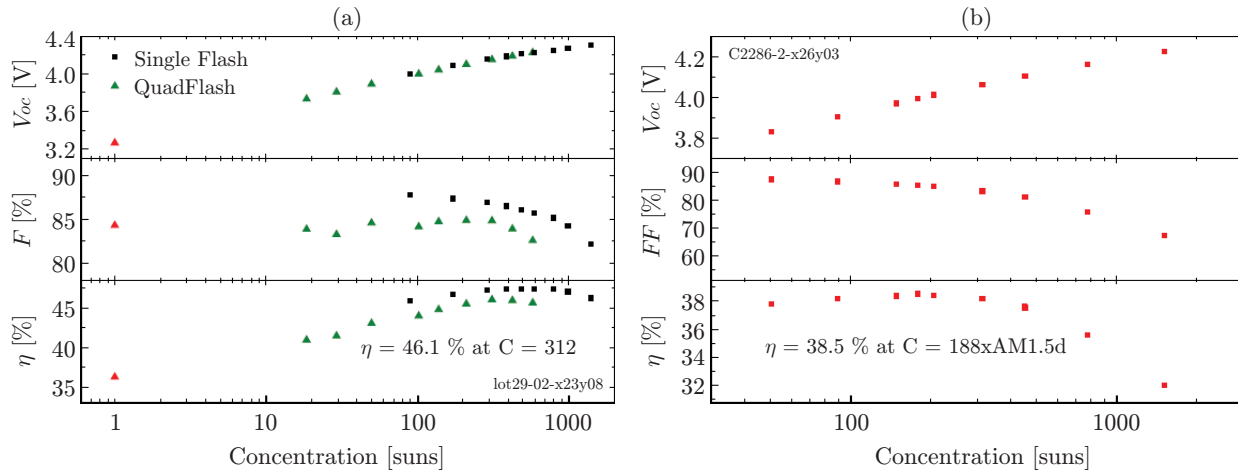 (a)
4.4
4.0
3.6
3.2
Voc [V]
Single Flash
QuadFlash
90
85
80
F [%]
45
40
35
η [%]
η = 46.1 % at C = 312
lot29-02-x23y08
1
10
100
1000
Concentration [suns]
(b)
4.2
4.0
3.8
Voc [V]
C2286-2-x26y03
90
80
70
60
FF [%]
38
36
34
32
η [%]
η = 38.5 % at C = 188xAM1.5d
100
1000
Concentration [suns]